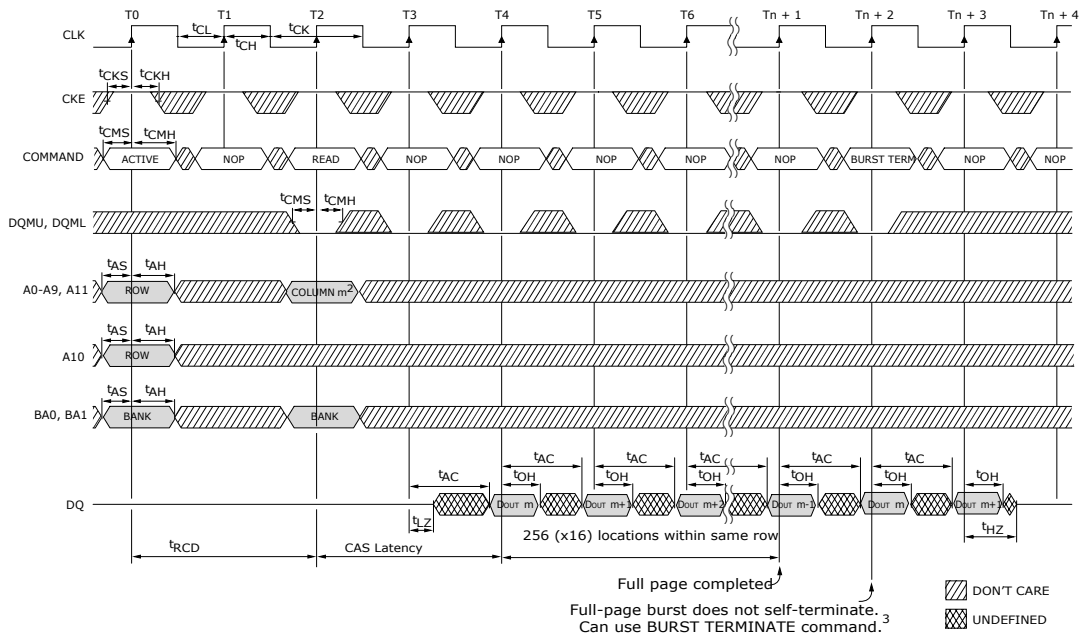 T0 T1 T2 T3 T4 T5 T6 Tn + 1 Tn + 2 Tn + 3 Tn + 4
CLK
tCL tCK
tCH
tCKS tCKH
CKE
tCMS tCMH
COMMAND
ACTIVE NOP READ NOP NOP NOP NOP NOP BURST TERM NOP NOP
tCMS tCMH
DQMU, DQML
tAS tAH
A0-A9, A11
ROW COLUMN m2
tAS tAH
A10
ROW
tAS tAH
BA0, BA1
BANK BANK
tAC tAC tAC tAC tAC tAC
tOH tOH tOH tOH tOH tOH
DQ
DOUT m DOUT m+1 DOUT m+2 DOUT m-1 DOUT m DOUT m+1
tLZ
256 (x16) locations within same row
tHZ
tRCD CAS Latency
Full page completed
Full-page burst does not self-terminate.
Can use BURST TERMINATE command.3
DON'T CARE
UNDEFINED